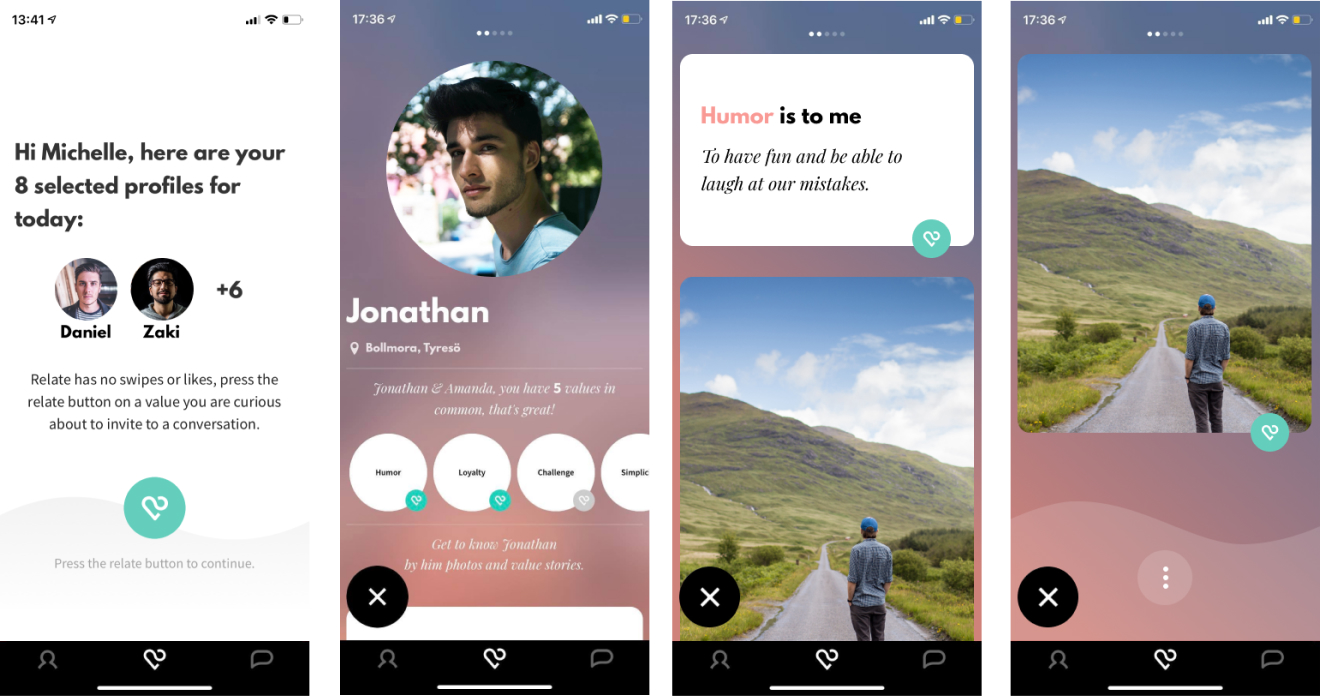 13:41
Hi Michelle, here are your
8 selected profiles for
today:
+6
Daniel Zaki
Relate has no swipes or likes, press the
relate button on a value you are curious
about to invite to a conversation.
Press the relate button to continue.
17:36
Jonathan
Bollmora, Tyresö
Jonathan & Amanda, you have 5 values in
common, that's great!
Humor Loyalty Challenge Simplic
Get to know Jonathan
by him photos and value stories.
17:36
Humor is to me
To have fun and be able to
laugh at our mistakes.
17:36